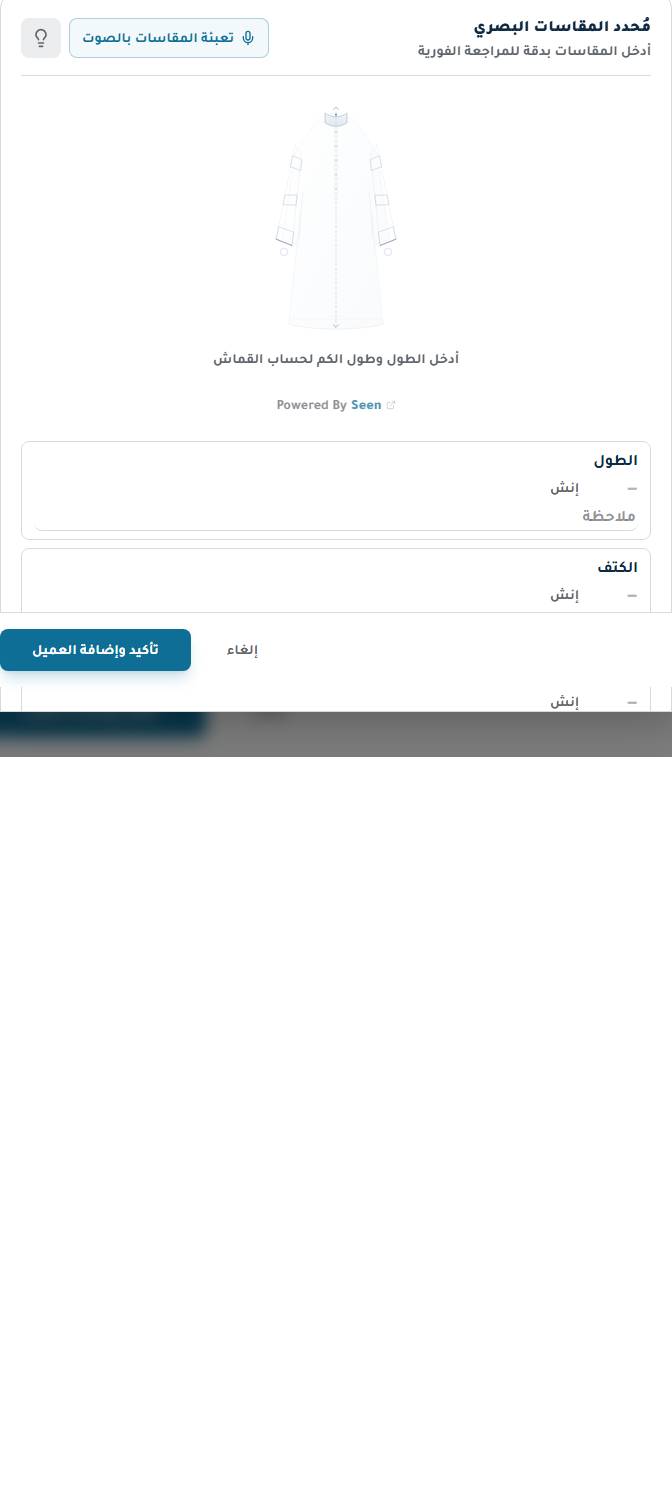 مُحدد المقاسات البصري
أدخل المقاسات بدقة للمراجعة الفورية
تعبئة المقاسات بالصوت
أدخل الطول وطول الكم لحساب القماش
Powered By Seen
الطول
— إنش
ملاحظة
الكتف
— إنش
تأكيد وإضافة العميل
إلغاء
— إنش